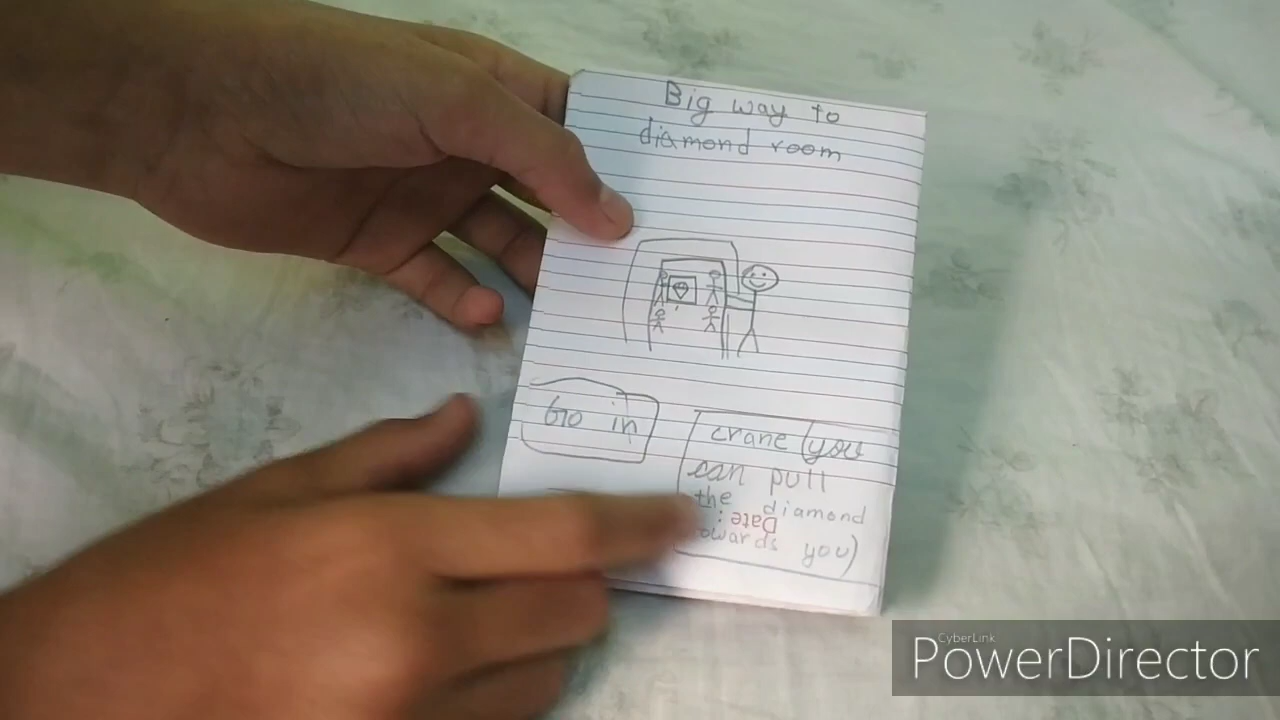 Big way to
diamond room
Go in
crane (you
can pull
the diamond
Date:
towards you)
CyberLink
PowerDirector